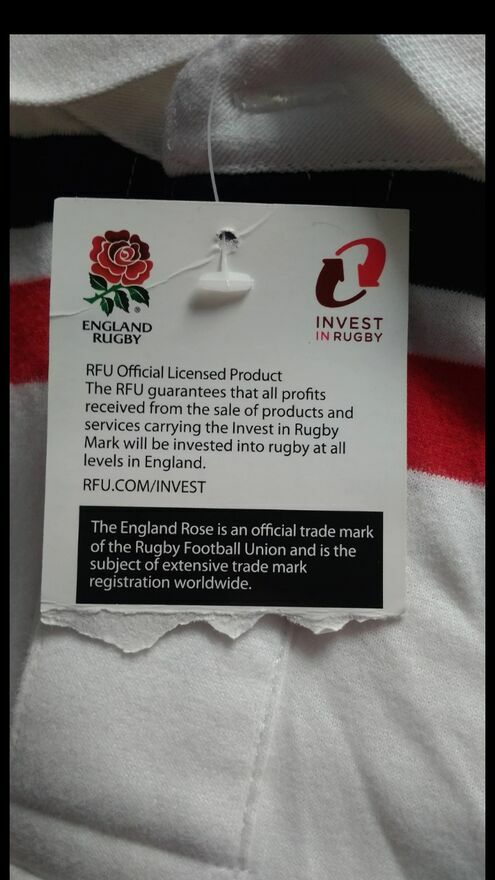 ENGLAND
RUGBY
®
INVEST
IN RUGBY
RFU Official Licensed Product
The RFU guarantees that all profits
received from the sale of products and
services carrying the Invest in Rugby
Mark will be invested into rugby at all
levels in England.
RFU.COM/INVEST
The England Rose is an official trade mark
of the Rugby Football Union and is the
subject of extensive trade mark
registration worldwide.